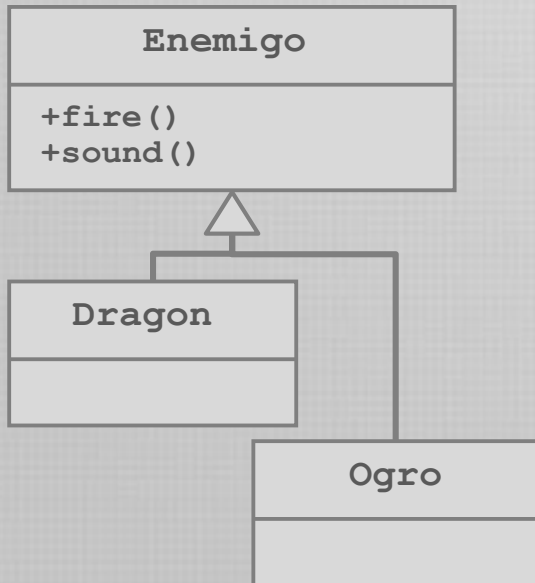 Enemigo
+fire()
+sound()
Dragon
Ogro